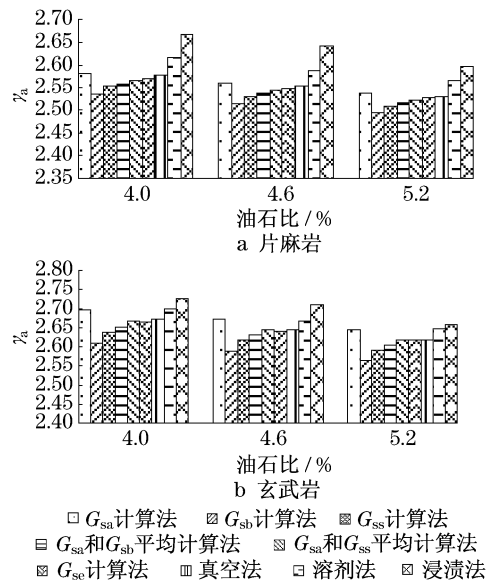 2.70
2.65
2.60
2.55
2.50
2.45
2.40
2.35
γa
4.0 4.6 5.2
油石比/%
a 片麻岩
2.80
2.75
2.70
2.65
2.60
2.55
2.50
2.45
2.40
γa
4.0 4.6 5.2
油石比/%
b 玄武岩
Gsa计算法 Gsb计算法 Gss计算法
Gsa和Gsb平均计算法 Gsa和Gss平均计算法
Gse计算法 真空法 溶剂法 浸渍法